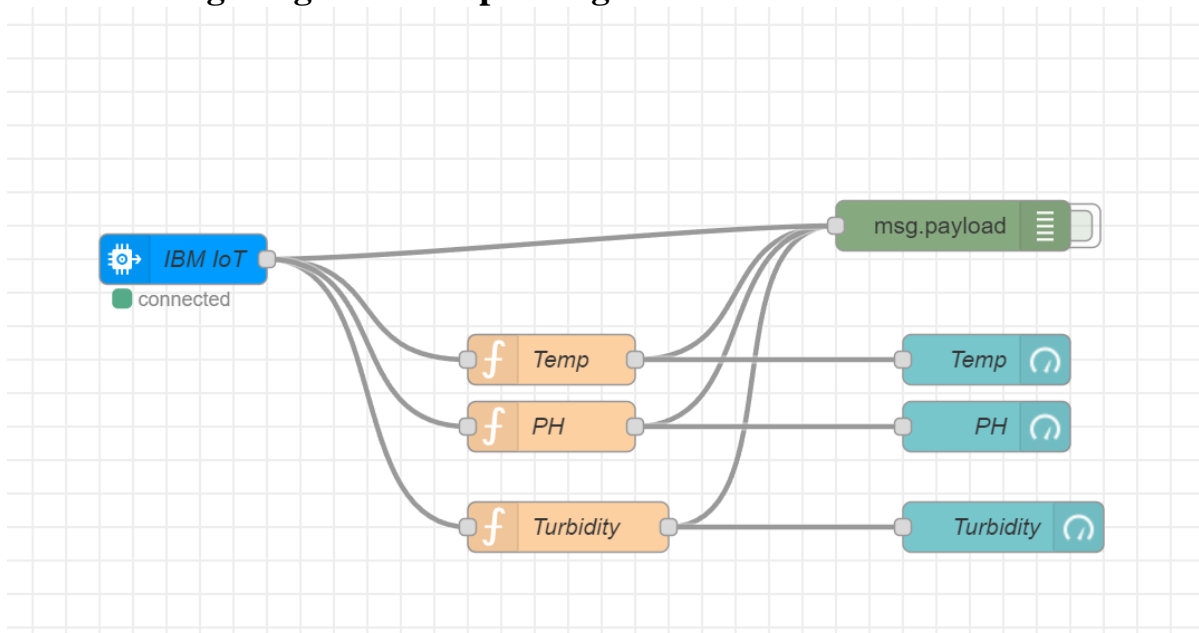 msg.payload
IBM IoT
connected
Temp
Temp
PH
PH
Turbidity
Turbidity